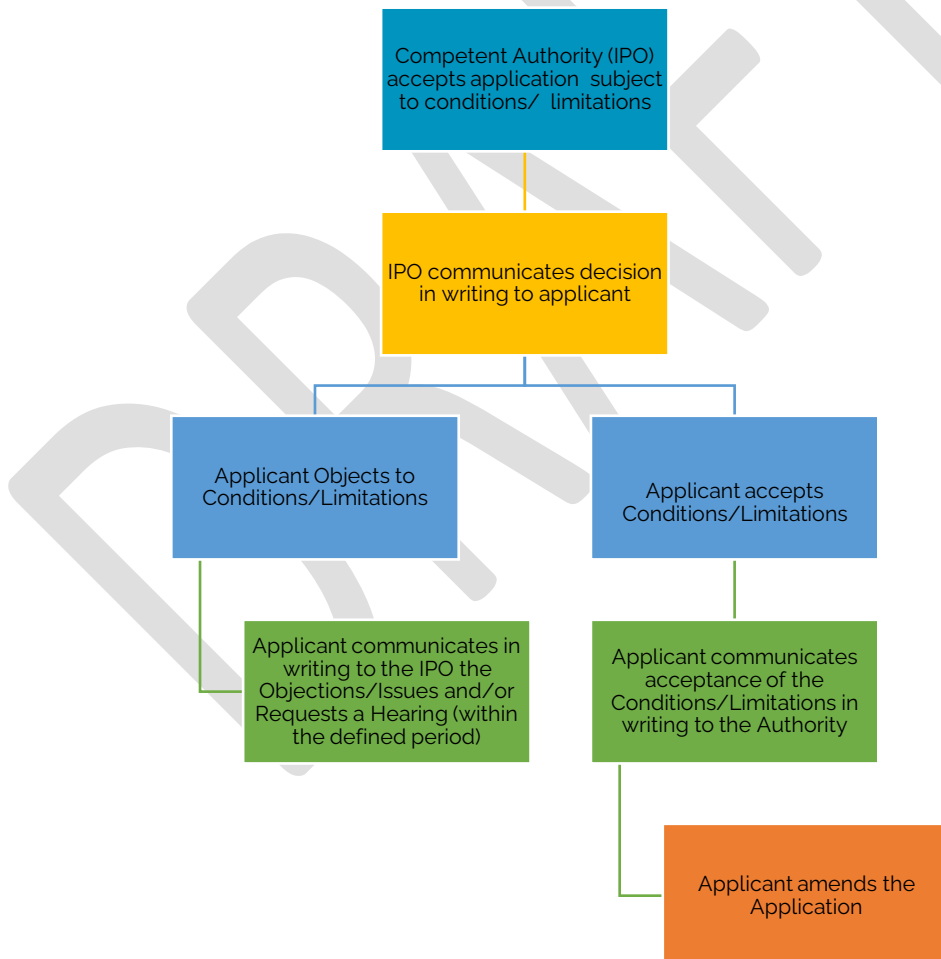 Competent Authority (IPO)
accepts application subject
to conditions/ limitations
IPO communicates decision
in writing to applicant
Applicant Objects to
Conditions/Limitations
Applicant accepts
Conditions/Limitations
Applicant communicates in
writing to the IPO the
Objections/Issues and/or
Requests a Hearing (within
the defined period)
Applicant communicates
acceptance of the
Conditions/Limitations in
writing to the Authority
Applicant amends the
Application
DRAFT